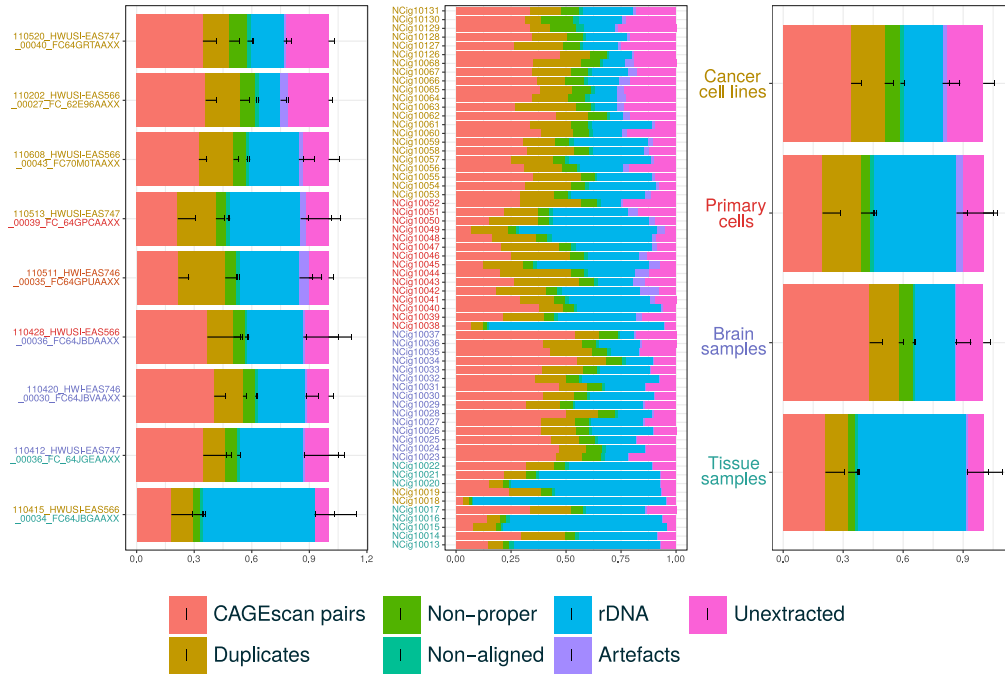 110520_HWUSI-EAS747
_00040_FC64GRTAAXX
110202_HWUSI-EAS566
_00027_FC_62E96AAXX
110608_HWUSI-EAS566
_00043_FC70M0TAAXX
110513_HWUSI-EAS747
_00039_FC_64GPCAAXX
110511_HWI-EAS746
_00035_FC64GPUAAXX
110428_HWUSI-EAS566
_00036_FC64JBDAAXX
110420_HWI-EAS746
_00030_FC64JBVAAXX
110412_HWUSI-EAS747
_00036_FC_64JGEAAXX
110415_HWUSI-EAS566
_00034_FC64JBGAAXX
0,0 0,3 0,6 0,9 1,2
NCig10131
NCig10130
NCig10129
NCig10128
NCig10127
NCig10126
NCig10068
NCig10067
NCig10066
NCig10065
NCig10064
NCig10063
NCig10062
NCig10061
NCig10060
NCig10059
NCig10058
NCig10057
NCig10056
NCig10055
NCig10054
NCig10053
NCig10052
NCig10051
NCig10050
NCig10049
NCig10048
NCig10047
NCig10046
NCig10045
NCig10044
NCig10043
NCig10042
NCig10041
NCig10040
NCig10039
NCig10038
NCig10037
NCig10036
NCig10035
NCig10034
NCig10033
NCig10032
NCig10031
NCig10030
NCig10029
NCig10028
NCig10027
NCig10026
NCig10025
NCig10024
NCig10023
NCig10022
NCig10021
NCig10020
NCig10019
NCig10018
NCig10017
NCig10016
NCig10015
NCig10014
NCig10013
0,00 0,25 0,50 0,75 1,00
Cancer
cell lines
Primary
cells
Brain
samples
Tissue
samples
0,0 0,3 0,6 0,9
CAGEscan pairs Non-proper rDNA Unextracted
Duplicates Non-aligned Artefacts